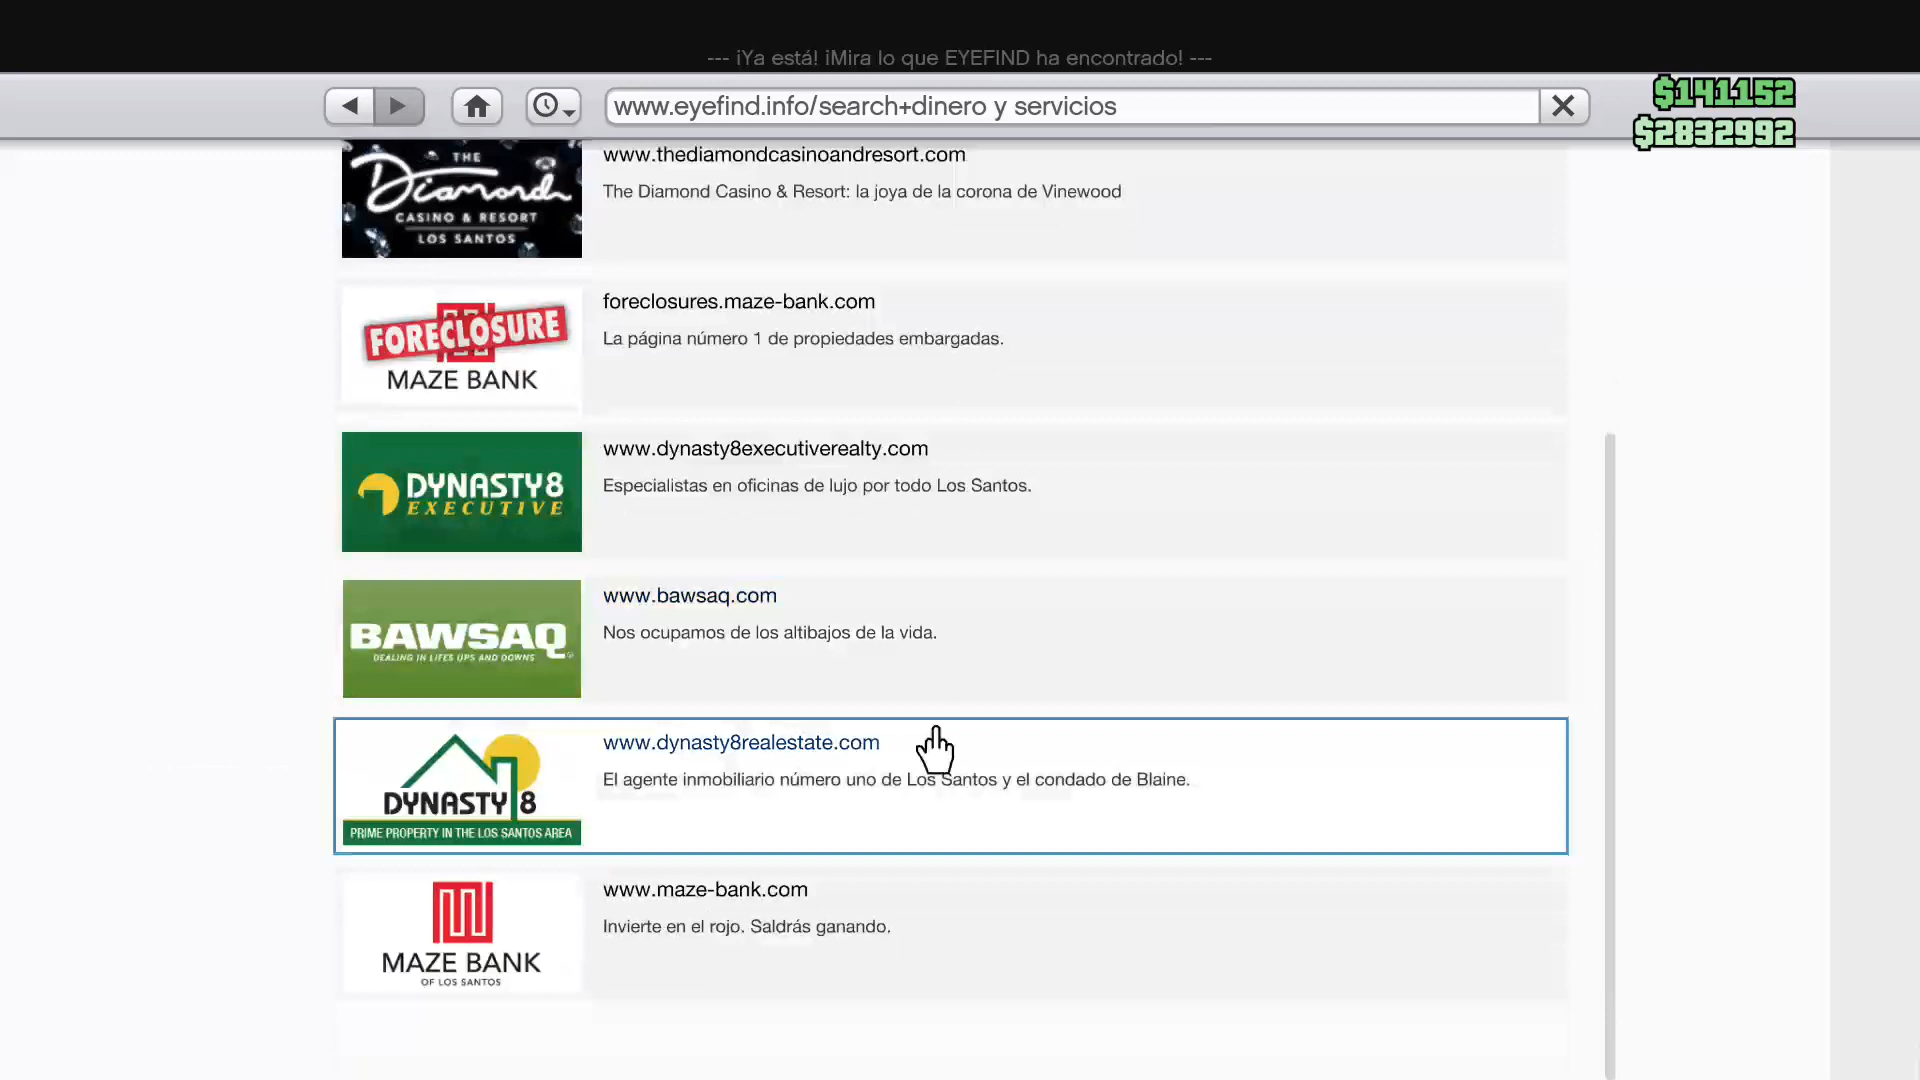 --- ¡Ya está! ¡Mira lo que EYEFIND ha encontrado! ---
www.eyefind.info/search+dinero y servicios
$141152
$2832992
THE
Diamond
CASINO & RESORT
LOS SANTOS
www.thediamondcasinoandresort.com
The Diamond Casino & Resort: la joya de la corona de Vinewood
FORECLOSURE
MAZE BANK
foreclosures.maze-bank.com
La página número 1 de propiedades embargadas.
DYNASTY8
EXECUTIVE
www.dynasty8executiverealty.com
Especialistas en oficinas de lujo por todo Los Santos.
BAWSAQ
DEALING IN LIFES UPS AND DOWNS
www.bawsaq.com
Nos ocupamos de los altibajos de la vida.
DYNASTY 8
PRIME PROPERTY IN THE LOS SANTOS AREA
www.dynasty8realestate.com
El agente inmobiliario número uno de Los Santos y el condado de Blaine.
MAZE BANK
OF LOS SANTOS
www.maze-bank.com
Invierte en el rojo. Saldrás ganando.